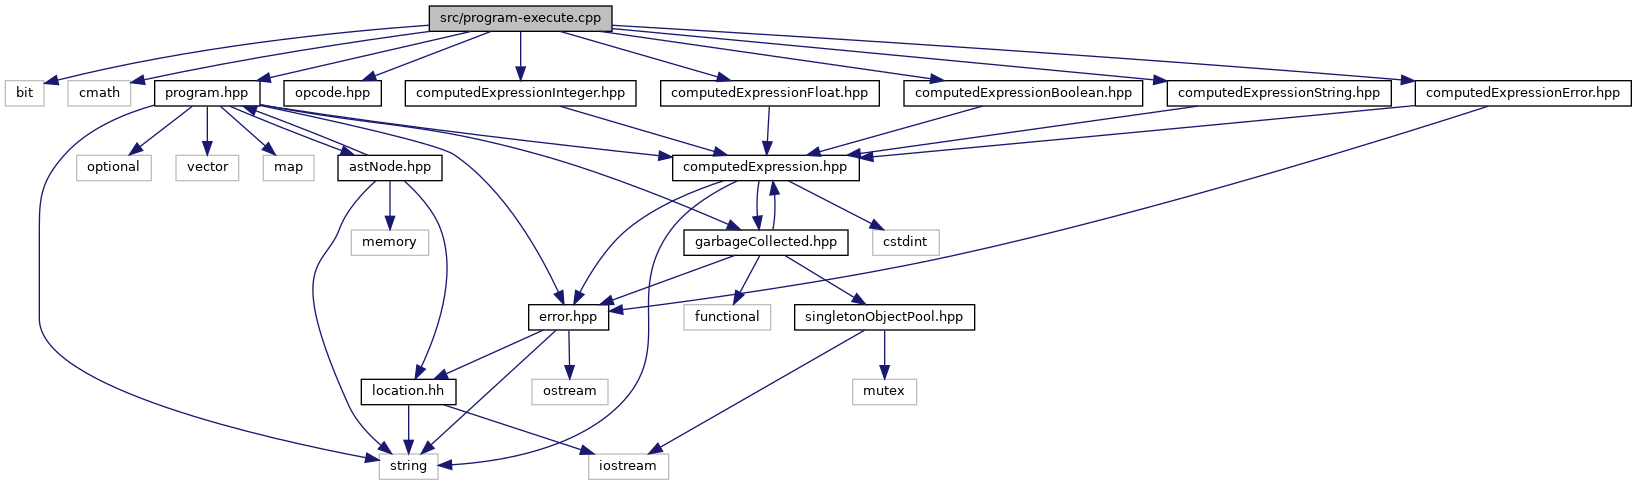 src/program-execute.cpp
bit
cmath
program.hpp
opcode.hpp
computedExpressionInteger.hpp
computedExpressionFloat.hpp
computedExpressionBoolean.hpp
computedExpressionString.hpp
computedExpressionError.hpp
optional
vector
map
astNode.hpp
computedExpression.hpp
memory
garbageCollected.hpp
cstdint
error.hpp
functional
singletonObjectPool.hpp
location.hh
ostream
mutex
string
iostream